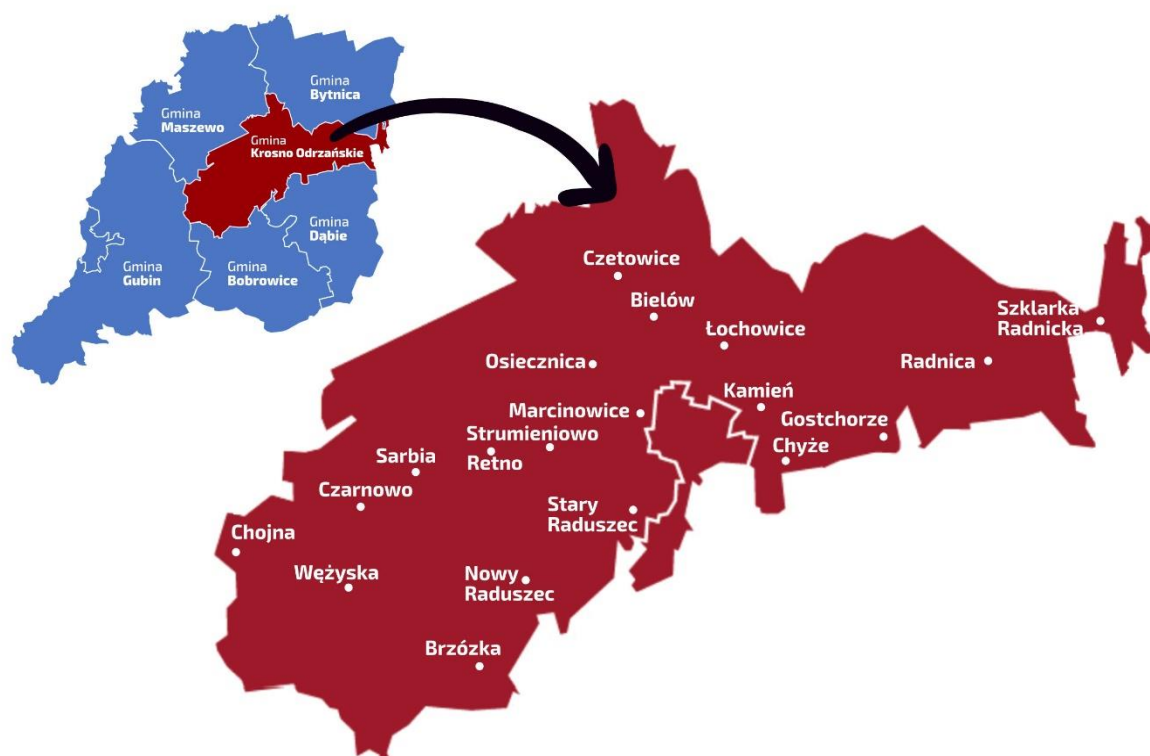 Gmina
Bytnica
Gmina
Maszewo
Gmina
Krosno Odrzańskie
Gmina
Dąbie
Gmina
Gubin
Gmina
Bobrowice
Czetowice
Bielów
Łochowice
Szklarka
Radnicka
Osiecznica
Radnica
Kamień
Marcinowice
Gostchorze
Strumieniowo
Chyże
Retno
Sarbia
Czarnowo
Stary
Raduszec
Chojna
Wężyska
Nowy
Raduszec
Brzózka